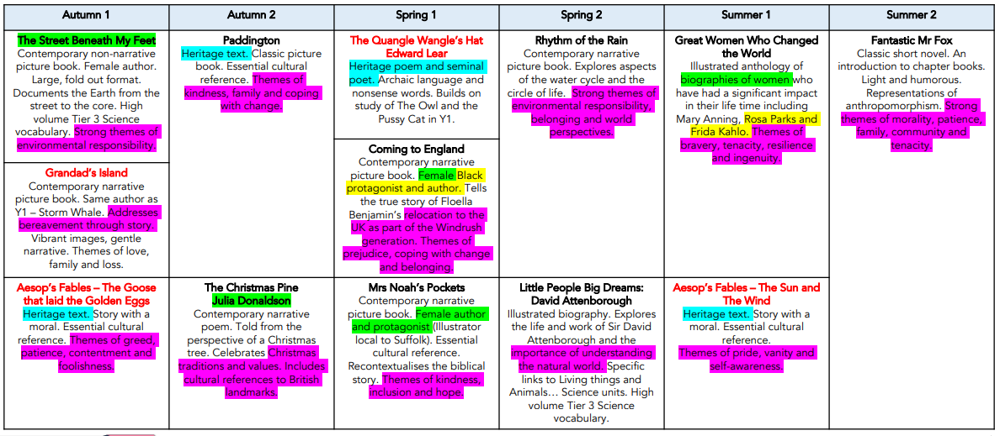 Autumn 1
Autumn 2
Spring 1
Spring 2
Summer 1
Summer 2
The Street Beneath My Feet
Contemporary non-narrative
picture book. Female author.
Large, fold out format.
Documents the Earth from the
street to the core. High
volume Tier 3 Science
vocabulary. Strong themes of
environmental responsibility.
Grandad's Island
Contemporary narrative
picture book. Same author as
Y1 – Storm Whale. Addresses
bereavement through story.
Vibrant images, gentle
narrative. Themes of love,
family and loss.
Paddington
Heritage text. Classic picture
book. Essential cultural
reference. Themes of
kindness, family and coping
with change.
The Quangle Wangle's Hat
Edward Lear
Heritage poem and seminal
poet. Archaic language and
nonsense words. Builds on
study of The Owl and the
Pussy Cat in Y1.
Coming to England
Contemporary narrative
picture book. Female Black
protagonist and author. Tells
the true story of Floella
Benjamin's relocation to the
UK as part of the Windrush
generation. Themes of
prejudice, coping with change
and belonging.
Rhythm of the Rain
Contemporary narrative
picture book. Explores aspects
of the water cycle and the
circle of life. Strong themes of
environmental responsibility,
belonging and world
perspectives.
Great Women Who Changed
the World
Illustrated anthology of
biographies of women who
have had a significant impact
in their life time including
Mary Anning, Rosa Parks and
Frida Kahlo. Themes of
bravery, tenacity, resilience
and ingenuity.
Fantastic Mr Fox
Classic short novel. An
introduction to chapter books.
Light and humorous.
Representations of
anthropomorphism. Strong
themes of morality, patience,
family, community and
tenacity.
Aesop's Fables – The Goose
that laid the Golden Eggs
Heritage text. Story with a
moral. Essential cultural
reference. Themes of greed,
patience, contentment and
foolishness.
The Christmas Pine
Julia Donaldson
Contemporary narrative
poem. Told from the
perspective of a Christmas
tree. Celebrates Christmas
traditions and values. Includes
cultural references to British
landmarks.
Mrs Noah's Pockets
Contemporary narrative
picture book. Female author
and protagonist (Illustrator
local to Suffolk). Essential
cultural reference.
Recontextualises the biblical
story. Themes of kindness,
inclusion and hope.
Little People Big Dreams:
David Attenborough
Illustrated biography. Explores
the life and work of Sir David
Attenborough and the
importance of understanding
the natural world. Specific
links to Living things and
Animals... Science units. High
volume Tier 3 Science
vocabulary.
Aesop's Fables – The Sun and
The Wind
Heritage text. Story with a
moral. Essential cultural
reference.
Themes of pride, vanity and
self-awareness.